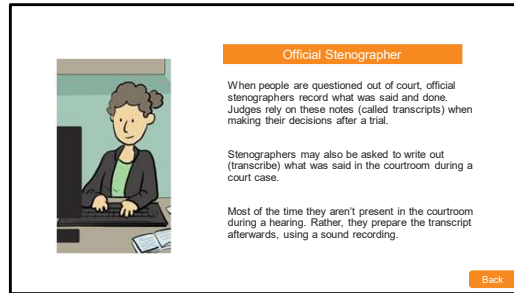 Official Stenographer
When people are questioned out of court, official
stenographers record what was said and done.
Judges rely on these notes (called transcripts) when
making their decisions after a trial.
Stenographers may also be asked to write out
(transcribe) what was said in the courtroom during a
court case.
Most of the time they aren’t present in the courtroom
during a hearing. Rather, they prepare the transcript
afterwards, using a sound recording.
Back